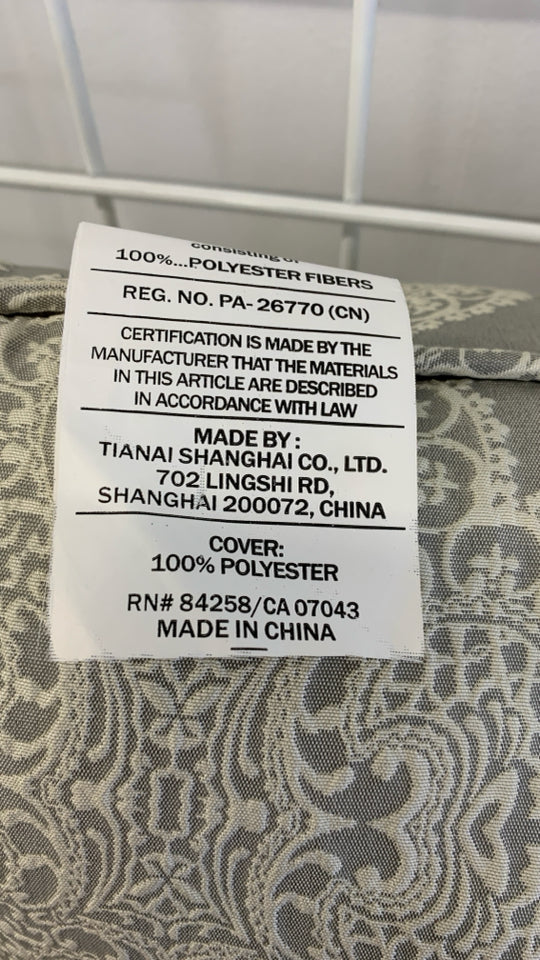 consisting of
100%...POLYESTER FIBERS
REG. NO. PA- 26770 (CN)
CERTIFICATION IS MADE BY THE
MANUFACTURER THAT THE MATERIALS
IN THIS ARTICLE ARE DESCRIBED
IN ACCORDANCE WITH LAW
MADE BY :
TIANAI SHANGHAI CO., LTD.
702 LINGSHI RD,
SHANGHAI 200072, CHINA
COVER:
100% POLYESTER
RN# 84258/CA 07043
MADE IN CHINA